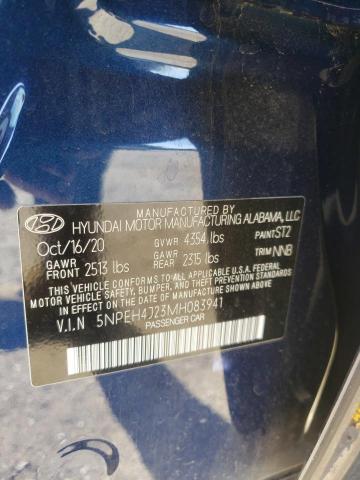 MANUFACTURED BY
HYUNDAI MOTOR MANUFACTURING ALABAMA, LLC
Oct/16/20 GVWR 4354 lbs PAINT ST2
GAWR FRONT 2513 lbs GAWR REAR 2315 lbs TRIM NNB
THIS VEHICLE CONFORMS TO ALL APPLICABLE FEDERAL
MOTOR VEHICLE SAFETY, BUMPER, AND THEFT PREVENTION STANDARDS
IN EFFECT ON THE DATE OF MANUFACTURE SHOWN ABOVE.
V.I.N 5NPEH4J23MH083941
PASSENGER CAR